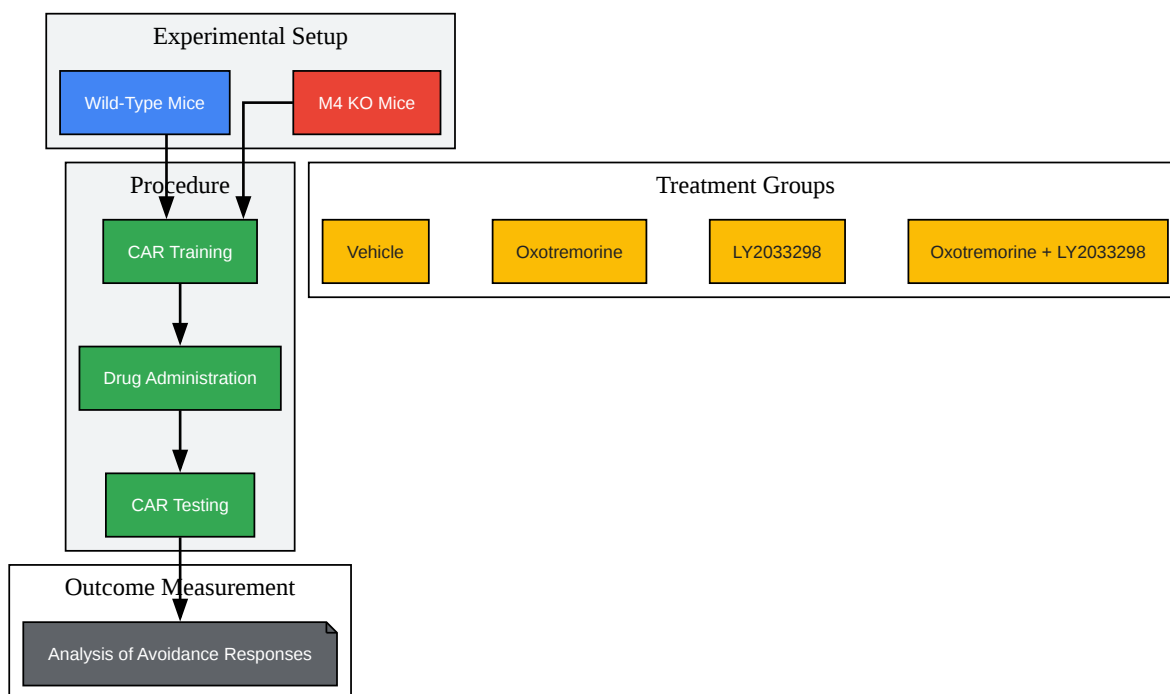 Experimental Setup
Wild-Type Mice
M4 KO Mice
Procedure
Treatment Groups
CAR Training
Vehicle
Oxotremorine
LY2033298
Oxotremorine + LY2033298
Drug Administration
CAR Testing
Outcome Measurement
Analysis of Avoidance Responses